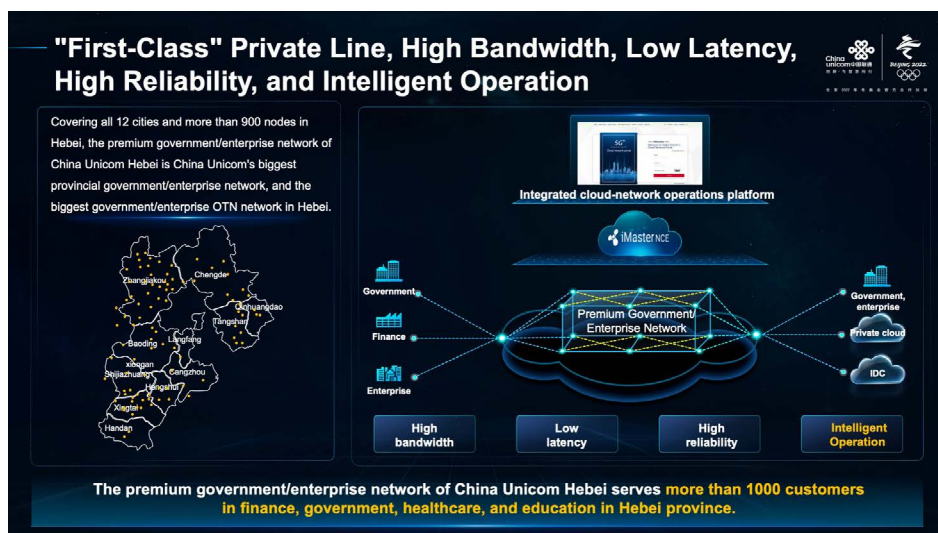 "First-Class" Private Line, High Bandwidth, Low Latency,
High Reliability, and Intelligent Operation
China
unicom中国联通
BEIJING 2022
Covering all 12 cities and more than 900 nodes in
Hebei, the premium government/enterprise network of
China Unicom Hebei is China Unicom's biggest
provincial government/enterprise network, and the
biggest government/enterprise OTN network in Hebei.
Zhangjiakou
Chengde
Qinhuangdao
Tangshan
Langfang
Baoding
xiongan
Shijiazhuang
Cangzhou
Hengshui
Xingtai
Handan
5G
Integrated cloud-network operations platform
iMaster NCE
Government
Finance
Enterprise
Premium Government/
Enterprise Network
Government,
enterprise
Private cloud
IDC
High
bandwidth
Low
latency
High
reliability
Intelligent
Operation
The premium government/enterprise network of China Unicom Hebei serves more than 1000 customers
in finance, government, healthcare, and education in Hebei province.